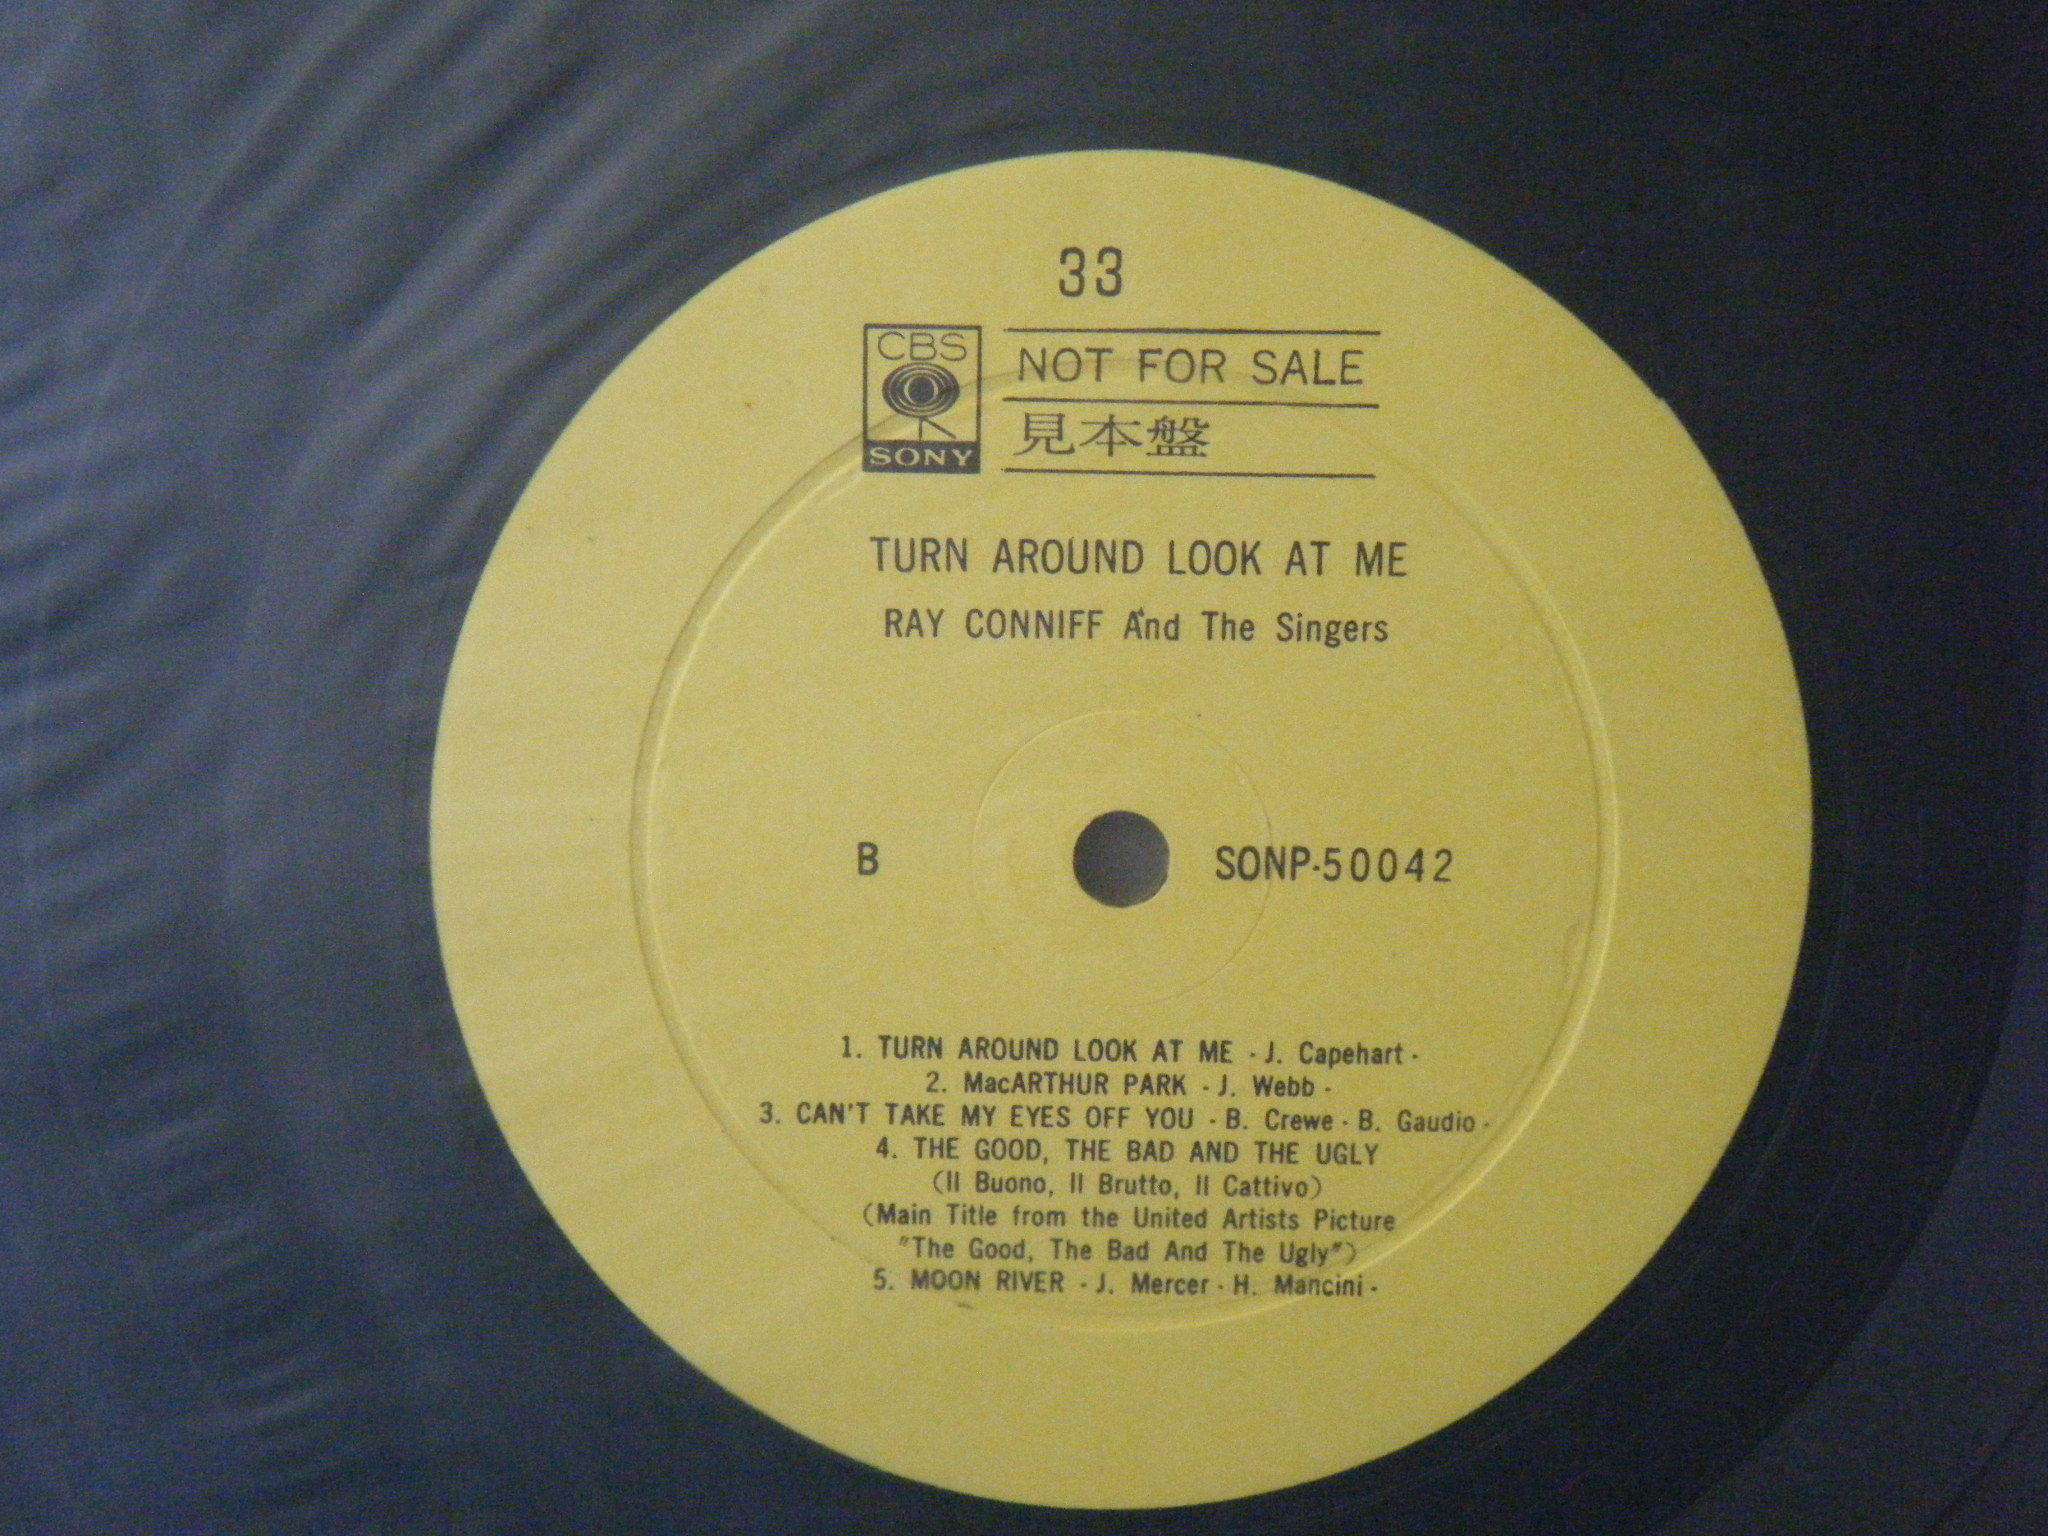 33
CBS
SONY
NOT FOR SALE
見本盤
TURN AROUND LOOK AT ME
RAY CONNIFF And The Singers
B
SONP-50042
1. TURN AROUND LOOK AT ME - J. Capehart -
2. MacARTHUR PARK - J. Webb -
3. CAN'T TAKE MY EYES OFF YOU - B. Crewe - B. Gaudio -
4. THE GOOD, THE BAD AND THE UGLY
(Il Buono, Il Brutto, Il Cattivo)
(Main Title from the United Artists Picture
"The Good, The Bad And The Ugly")
5. MOON RIVER - J. Mercer - H. Mancini -